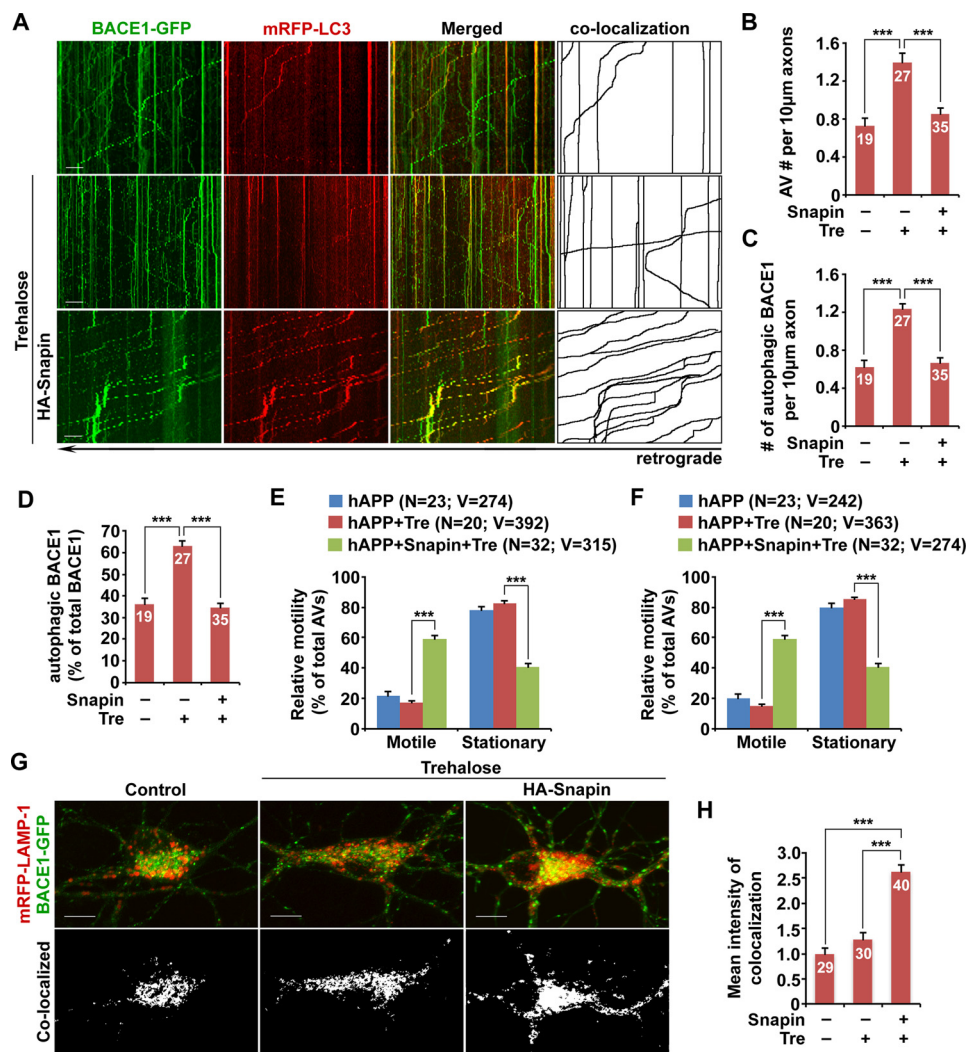 A
BACE1-GFP
mRFP-LC3
Merged
co-localization
Trehalose
HA-Snapin
retrograde
B
AV # per 10µm axons
1.6
1.2
0.8
0.4
0
***
***
19
27
35
Snapin – – +
Tre – + +
C
# of autophagic BACE1
per 10µm axon
1.6
1.2
0.8
0.4
0
***
***
19
27
35
Snapin – – +
Tre – + +
D
autophagic BACE1
(% of total BACE1)
70
60
50
40
30
20
10
0
***
***
19
27
35
Snapin – – +
Tre – + +
E
hAPP (N=23; V=274)
hAPP+Tre (N=20; V=392)
hAPP+Snapin+Tre (N=32; V=315)
Relative motility
(% of total AVs)
100
80
60
40
20
0
***
***
Motile
Stationary
F
hAPP (N=23; V=242)
hAPP+Tre (N=20; V=363)
hAPP+Snapin+Tre (N=32; V=274)
Relative motility
(% of total AVs)
100
80
60
40
20
0
***
***
Motile
Stationary
G
Trehalose
Control
HA-Snapin
mRFP-LAMP-1
BACE1-GFP
Co-localized
H
Mean intensity of
colocalization
3.0
2.5
2.0
1.5
1.0
0.5
0
***
***
29
30
40
Snapin – – +
Tre – + +